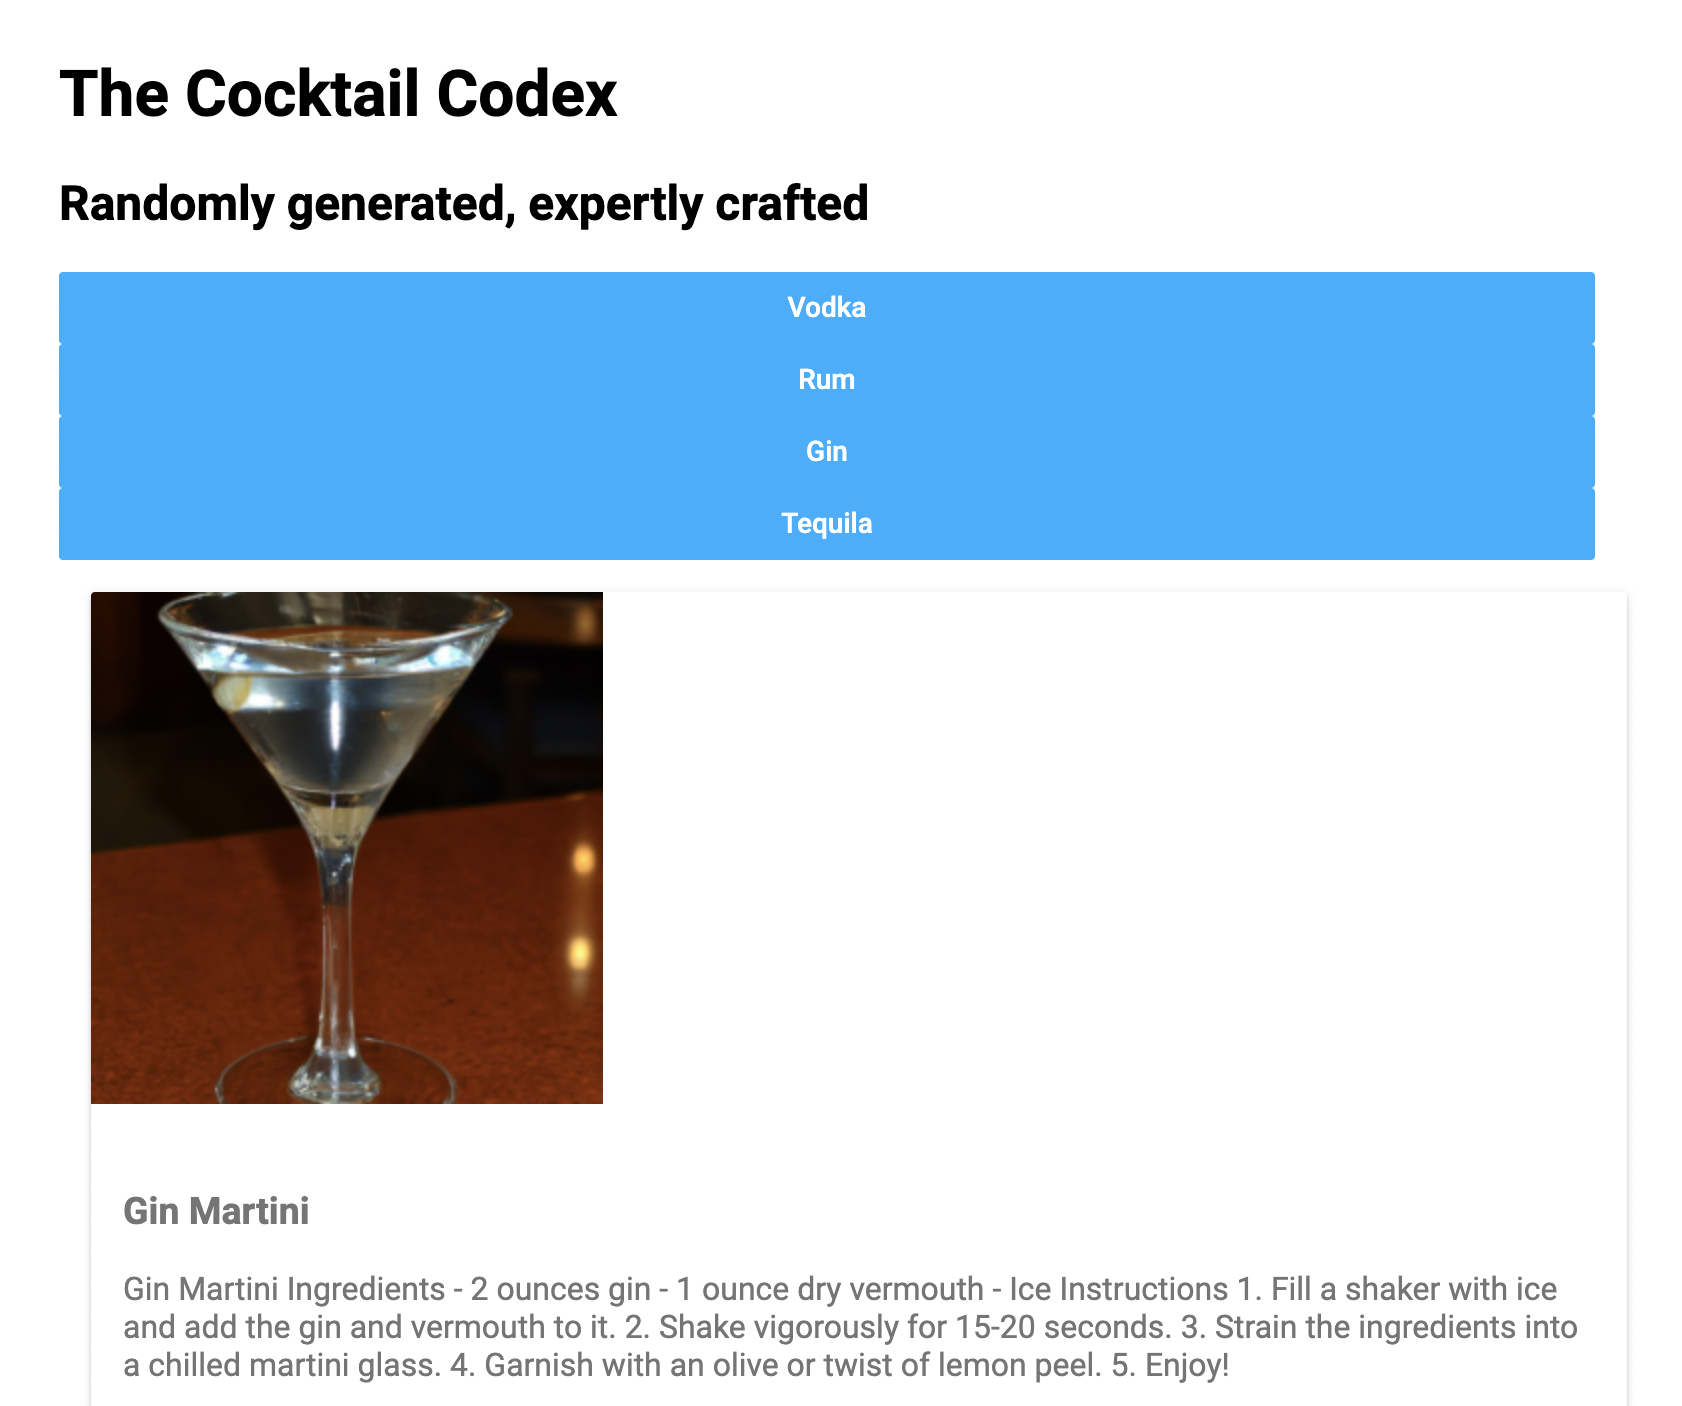 The Cocktail Codex
Randomly generated, expertly crafted
Vodka
Rum
Gin
Tequila
Gin Martini
Gin Martini Ingredients - 2 ounces gin - 1 ounce dry vermouth - Ice Instructions 1. Fill a shaker with ice
and add the gin and vermouth to it. 2. Shake vigorously for 15-20 seconds. 3. Strain the ingredients into
a chilled martini glass. 4. Garnish with an olive or twist of lemon peel. 5. Enjoy!